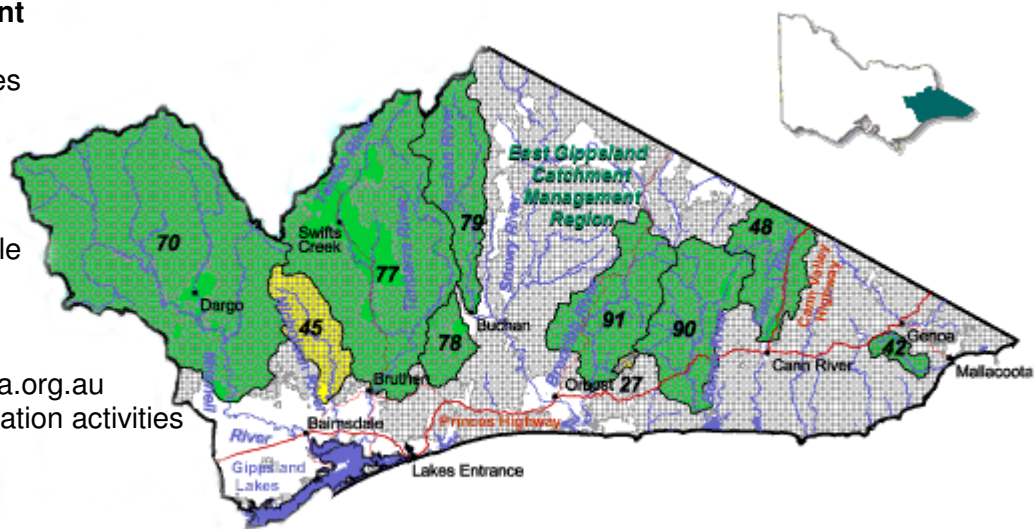 nt
es
le
a.org.au
ation activities
East Gippsland
Catchment
Management
Region
70
Dargo
45
Swifts
Creek
77
Tambo River
79
Snowy River
78
Buchan
Bruthen
Bairnsdale
River
Gippsland
Lakes
Lakes Entrance
Princes Highway
Orbost
27
91
90
48
Cann Valley
Highway
Cann River
42
Genoa
Mallacoota